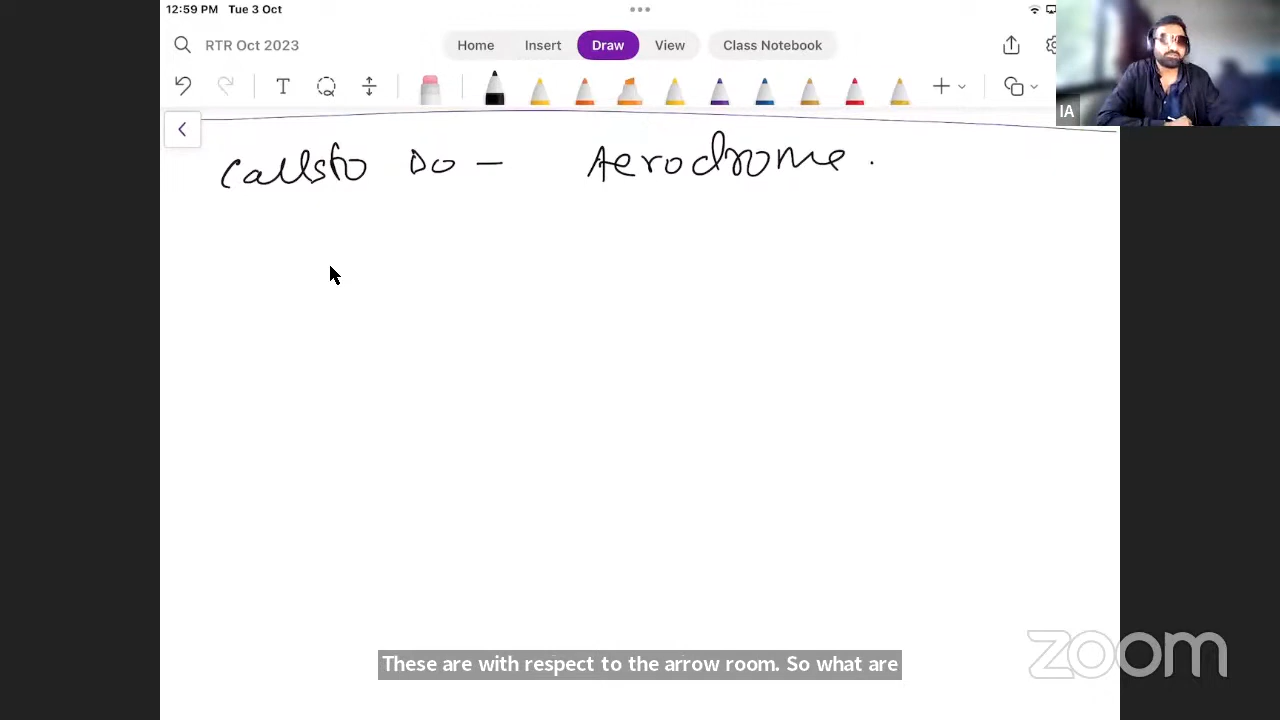 12:59 PM Tue 3 Oct
RTR Oct 2023
Home Insert Draw View Class Notebook
T
IA
Callsto Do - Aerodrome.
These are with respect to the arrow room. So what are
zoom